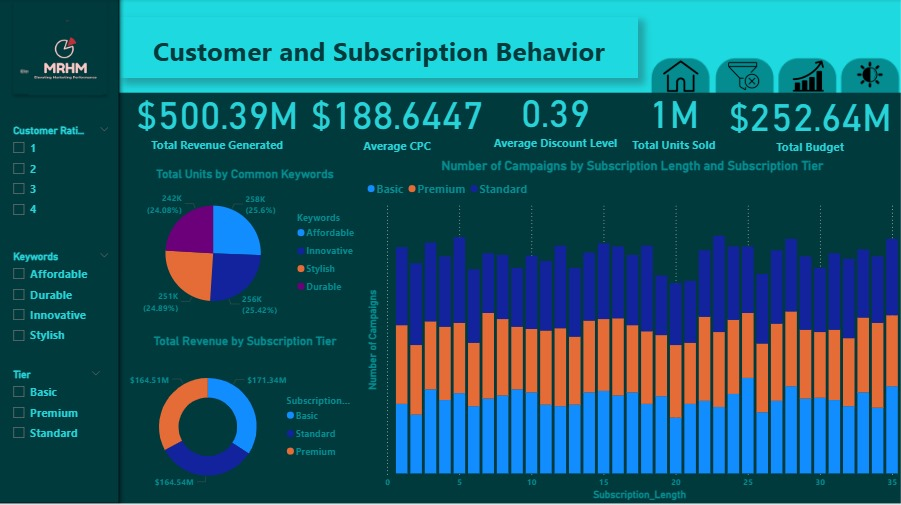 MRHM
Elevating Marketing Performance
Customer and Subscription Behavior
$500.39M
Total Revenue Generated
$188.6447
Average CPC
0.39
Average Discount Level
1M
Total Units Sold
$252.64M
Total Budget
Customer Rati...
1
2
3
4
Keywords
Affordable
Durable
Innovative
Stylish
Tier
Basic
Premium
Standard
Total Units by Common Keywords
242K
(24.08%)
258K
(25.6%)
251K
(24.89%)
256K
(25.42%)
Keywords
Affordable
Innovative
Stylish
Durable
Total Revenue by Subscription Tier
$164.51M
$171.34M
$164.54M
Subscription...
Basic
Standard
Premium
Number of Campaigns by Subscription Length and Subscription Tier
Basic Premium Standard
Number of Campaigns
0 5 10 15 20 25 30 35
Subscription_Length